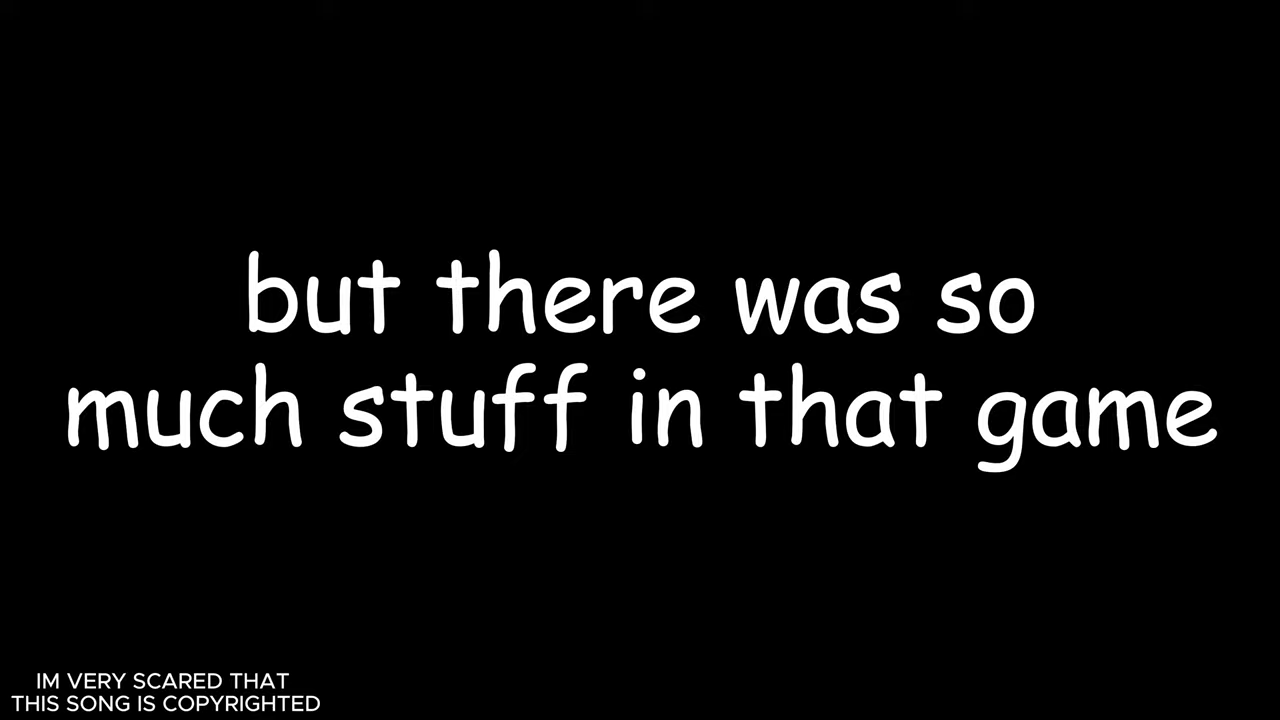 but there was so
much stuff in that game
IM VERY SCARED THAT
THIS SONG IS COPYRIGHTED